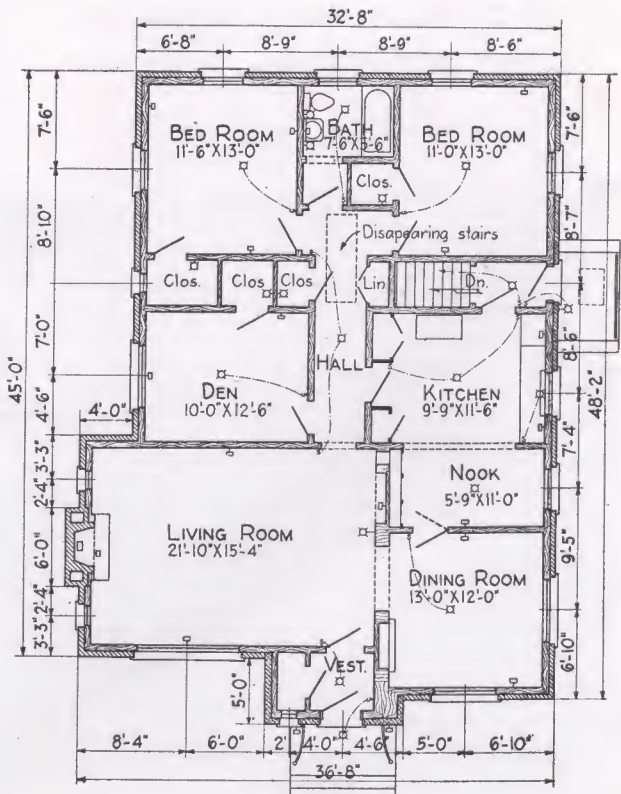 32'-8"
6'-8" 8'-9" 8'-9" 8'-6"
45'-0"
7'-6"
8'-10"
7'-0"
4'-6"
4'-0"
3'-3"
2'-4"
6'-0"
2'-4"
3'-3"
BED ROOM
11'-6"X13'-0"
BATH
7'-6"X5'-6"
BED ROOM
11'-0"X13'-0"
Clos.
Disapearing stairs
Clos.
Clos
Clos
Lin
Dn.
HALL
DEN
10'-0"X12'-6"
KITCHEN
9'-9"X11'-6"
NOOK
5'-9"X11'-0"
LIVING ROOM
21'-10"X15'-4"
DINING ROOM
13'-0"X12'-0"
VEST.
7'-6"
8'-7"
8'-6"
7'-4"
9'-5"
6'-10"
48'-2"
5'-0"
8'-4" 6'-0" 2' 4'-0" 4'-6" 5'-0" 6'-10"
36'-8"